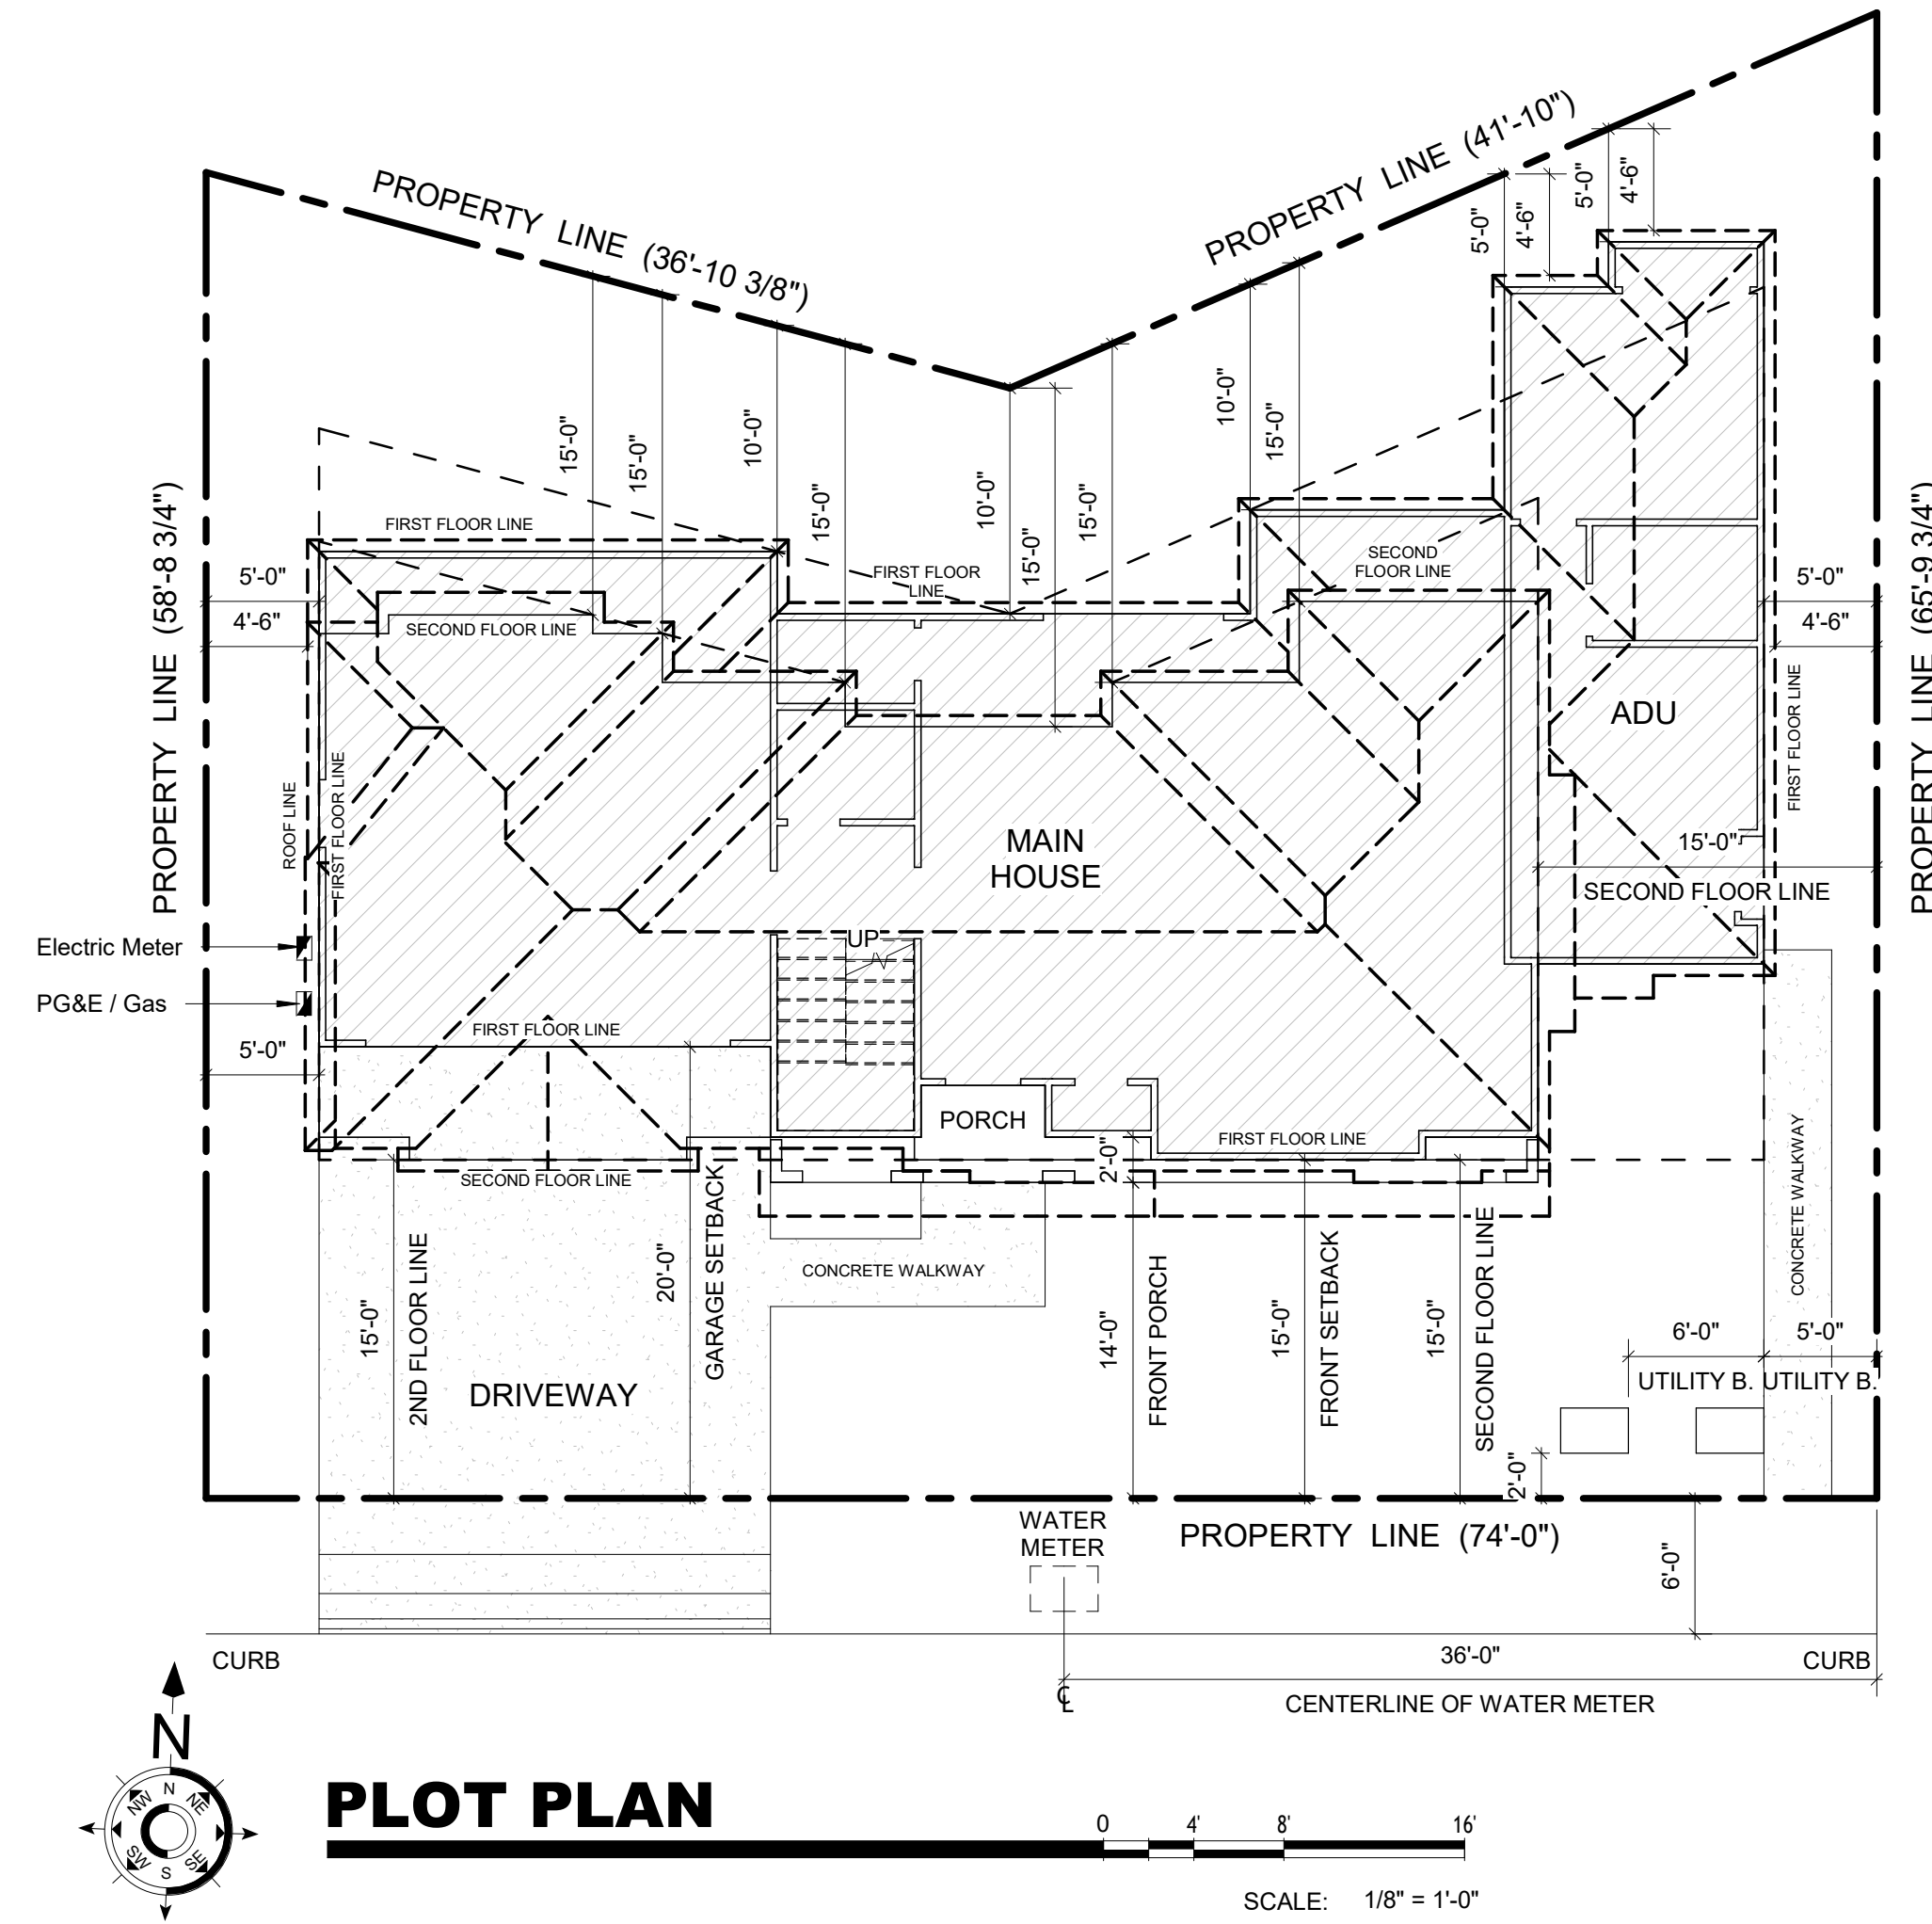 PROPERTY LINE (36'-10 3/8")
PROPERTY LINE (41'-10")
5'-0"
4'-6"
5'-0"
4'-6"
15'-0"
15'-0"
10'-0"
15'-0"
10'-0"
15'-0"
15'-0"
10'-0"
15'-0"
PROPERTY LINE (58'-8 3/4")
PROPERTY LINE (65'-9 3/4")
FIRST FLOOR LINE
FIRST FLOOR
LINE
SECOND
FLOOR LINE
SECOND FLOOR LINE
5'-0"
4'-6"
5'-0"
4'-6"
ROOF LINE
FIRST FLOOR LINE
FIRST FLOOR LINE
ADU
MAIN
HOUSE
15'-0"
SECOND FLOOR LINE
Electric Meter
PG&E / Gas
UP
5'-0"
FIRST FLOOR LINE
PORCH
FIRST FLOOR LINE
2'-0"
SECOND FLOOR LINE
CONCRETE WALKWAY
CONCRETE WALKWAY
15'-0"
2ND FLOOR LINE
20'-0"
GARAGE SETBACK
14'-0"
FRONT PORCH
15'-0"
FRONT SETBACK
15'-0"
SECOND FLOOR LINE
DRIVEWAY
6'-0"
5'-0"
UTILITY B.
UTILITY B.
2'-0"
WATER
METER
PROPERTY LINE (74'-0")
6'-0"
CURB
36'-0"
CURB
℄
CENTERLINE OF WATER METER
N
N
NE
SE
S
SW
NW
PLOT PLAN
0 4' 8' 16'
SCALE: 1/8" = 1'-0"